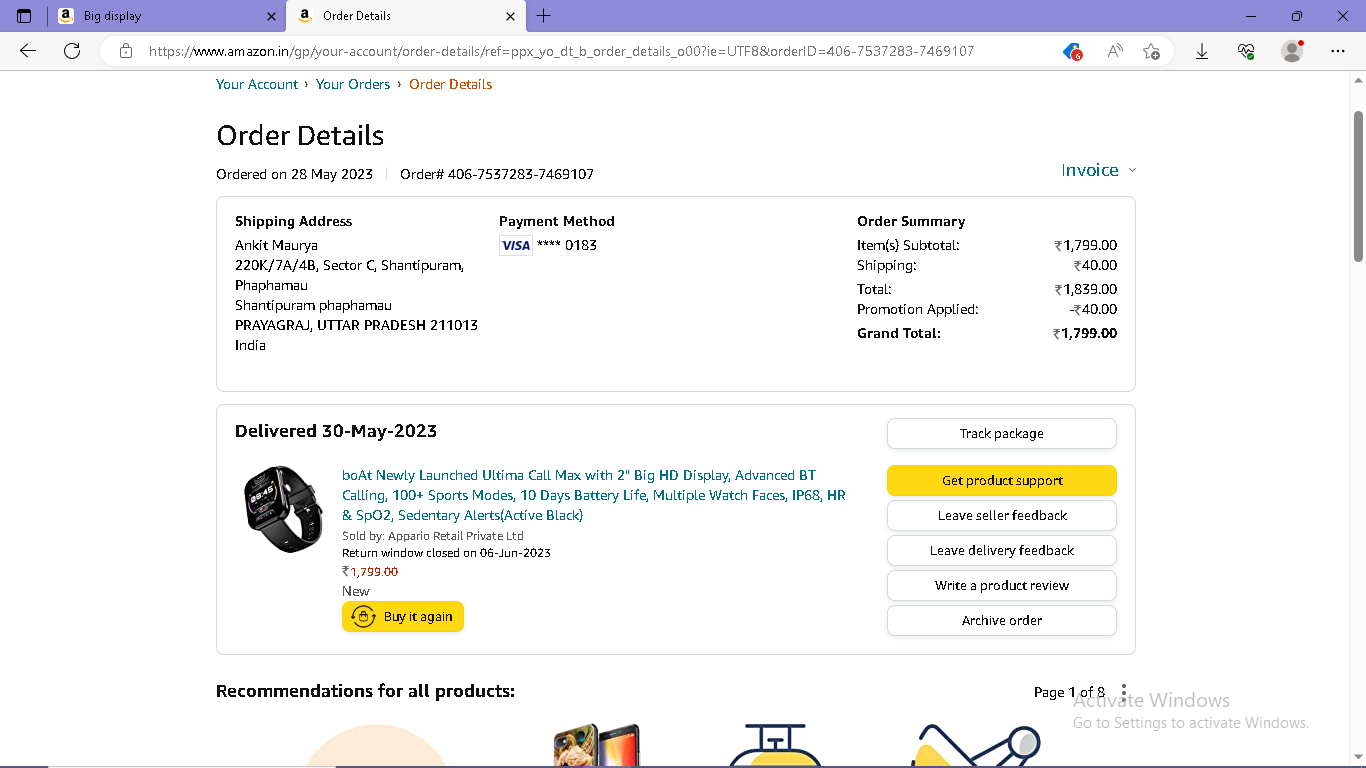 Big display
Order Details
https://www.amazon.in/gp/your-account/order-details/ref=ppx_yo_dt_b_order_details_o00?ie=UTF8&orderID=406-7537283-7469107
6
Your Account › Your Orders › Order Details
Order Details
Ordered on 28 May 2023 Order# 406-7537283-7469107
Invoice
Shipping Address
Ankit Maurya
220K/7A/4B, Sector C, Shantipuram,
Phaphamau
Shantipuram phaphamau
PRAYAGRAJ, UTTAR PRADESH 211013
India
Payment Method
VISA **** 0183
Order Summary
Item(s) Subtotal: ₹1,799.00
Shipping: ₹40.00
Total: ₹1,839.00
Promotion Applied: -₹40.00
Grand Total: ₹1,799.00
Delivered 30-May-2023
boAt Newly Launched Ultima Call Max with 2" Big HD Display, Advanced BT
Calling, 100+ Sports Modes, 10 Days Battery Life, Multiple Watch Faces, IP68, HR
& SpO2, Sedentary Alerts(Active Black)
Sold by: Appario Retail Private Ltd
Return window closed on 06-Jun-2023
₹1,799.00
New
Buy it again
Track package
Get product support
Leave seller feedback
Leave delivery feedback
Write a product review
Archive order
Recommendations for all products:
Page 1 of 8
Activate Windows
Go to Settings to activate Windows.